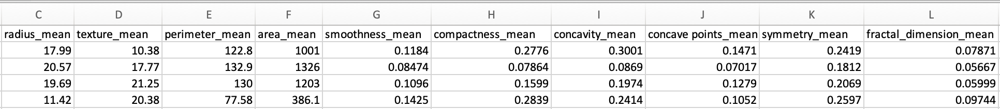 C D E F G H I J K L
radius_mean texture_mean perimeter_mean area_mean smoothness_mean compactness_mean concavity_mean concave points_mean symmetry_mean fractal_dimension_mean
17.99 10.38 122.8 1001 0.1184 0.2776 0.3001 0.1471 0.2419 0.07871
20.57 17.77 132.9 1326 0.08474 0.07864 0.0869 0.07017 0.1812 0.05667
19.69 21.25 130 1203 0.1096 0.1599 0.1974 0.1279 0.2069 0.05999
11.42 20.38 77.58 386.1 0.1425 0.2839 0.2414 0.1052 0.2597 0.09744